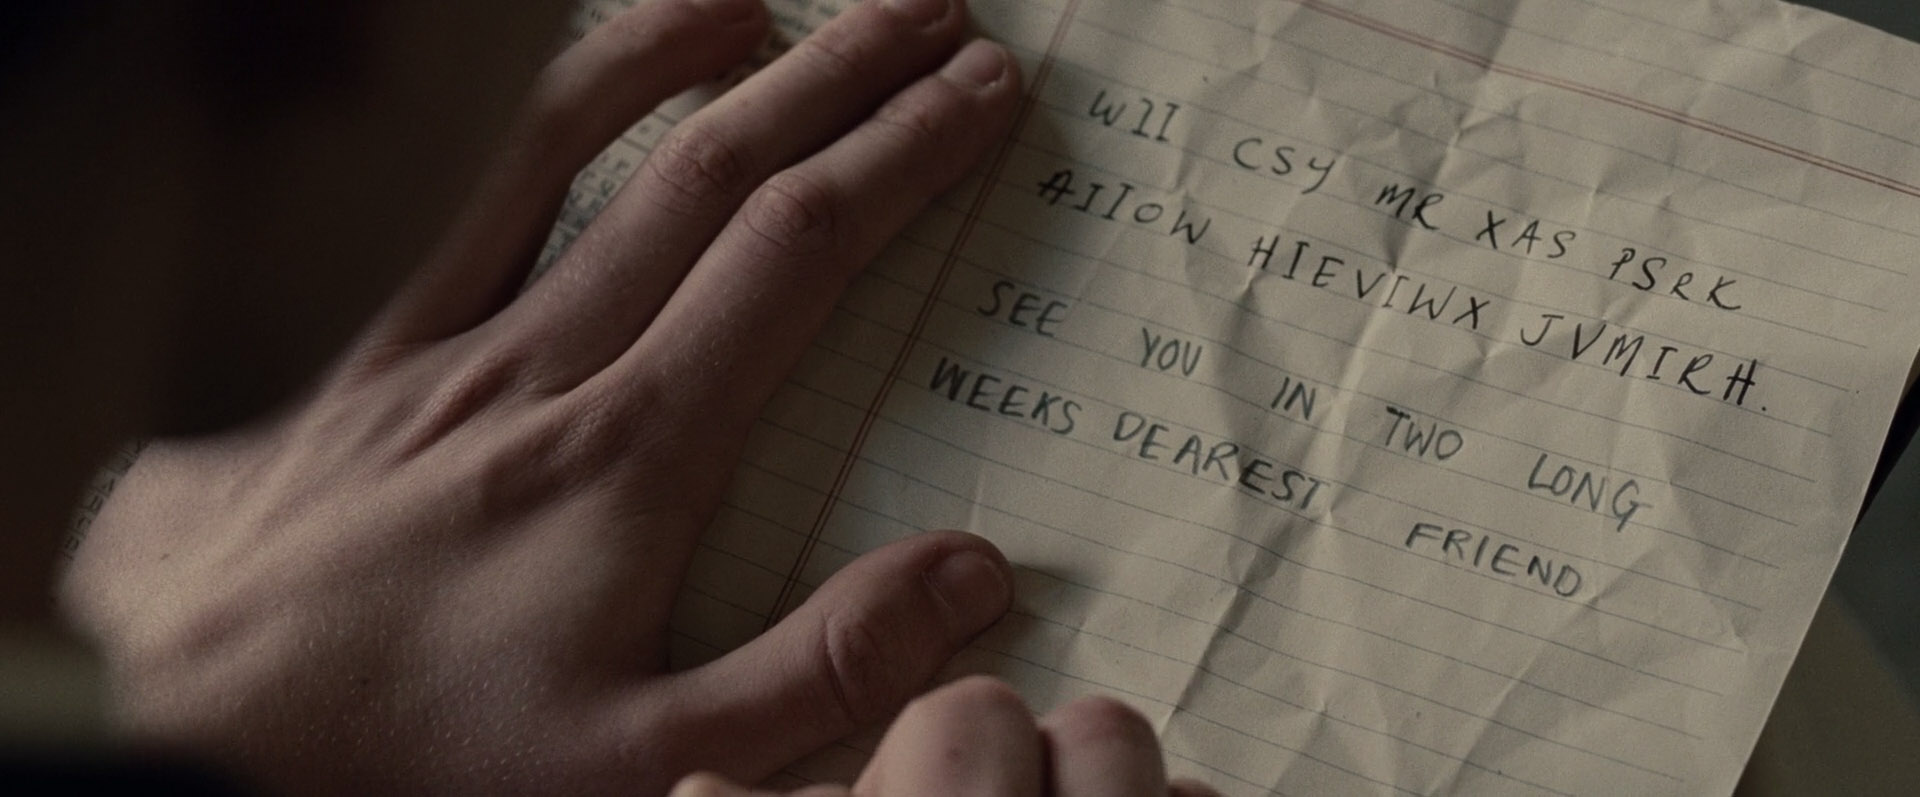 WII CSY MR XAS PSRK
AIIOW HIEVIWX JVMIRH.
SEE YOU IN TWO LONG
WEEKS DEAREST FRIEND